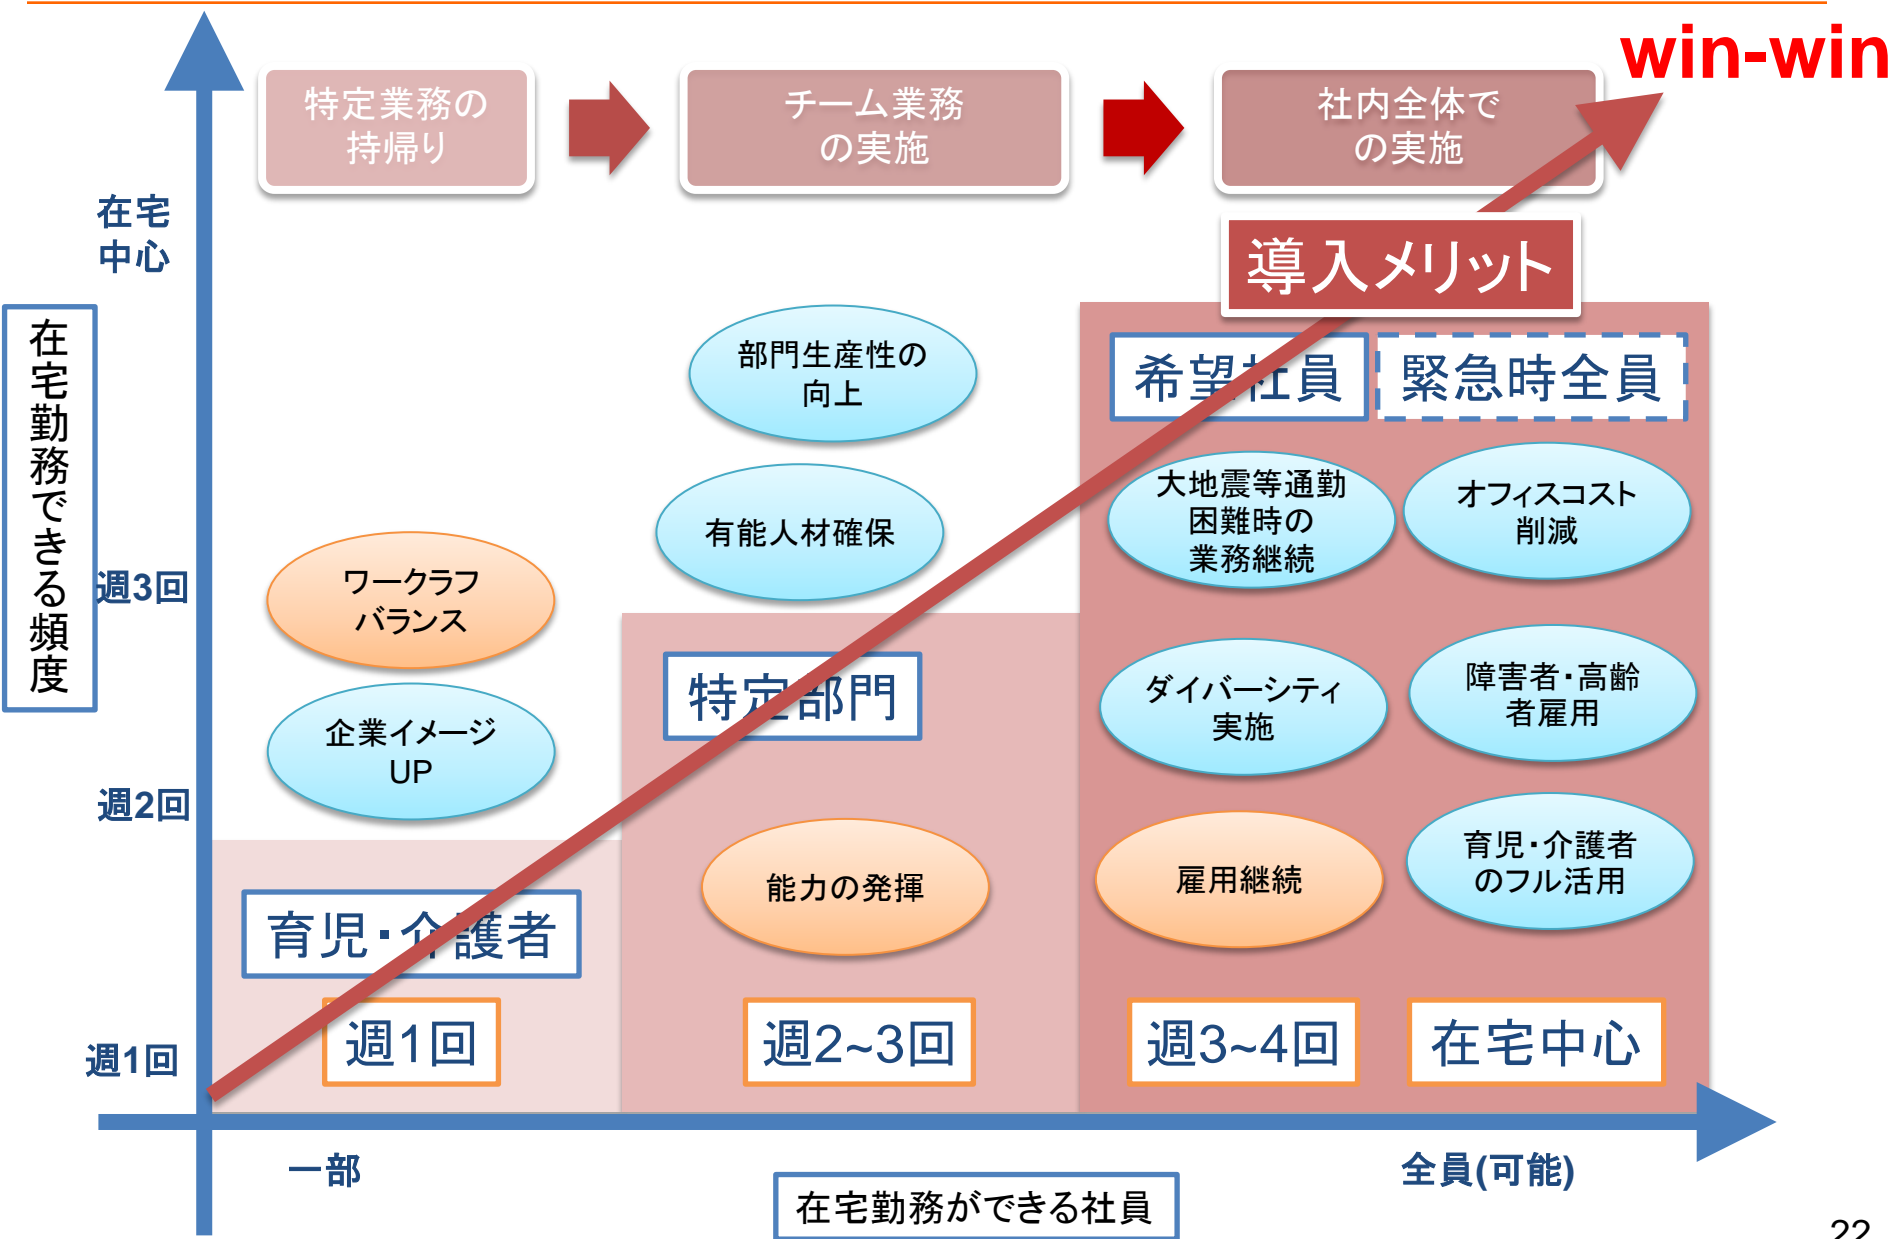 win-win
特定業務の
持帰り
チーム業務
の実施
社内全体で
の実施
導入メリット
在宅
中心
在宅勤務できる頻度
週3回
週2回
週1回
部門生産性の
向上
有能人材確保
ワークラフ
バランス
企業イメージ
UP
希望社員
緊急時全員
大地震等通勤
困難時の
業務継続
オフィスコスト
削減
特定部門
ダイバーシティ
実施
障害者・高齢
者雇用
能力の発揮
雇用継続
育児・介護者
のフル活用
育児・介護者
週1回
週2~3回
週3~4回
在宅中心
一部
全員(可能)
在宅勤務ができる社員
22